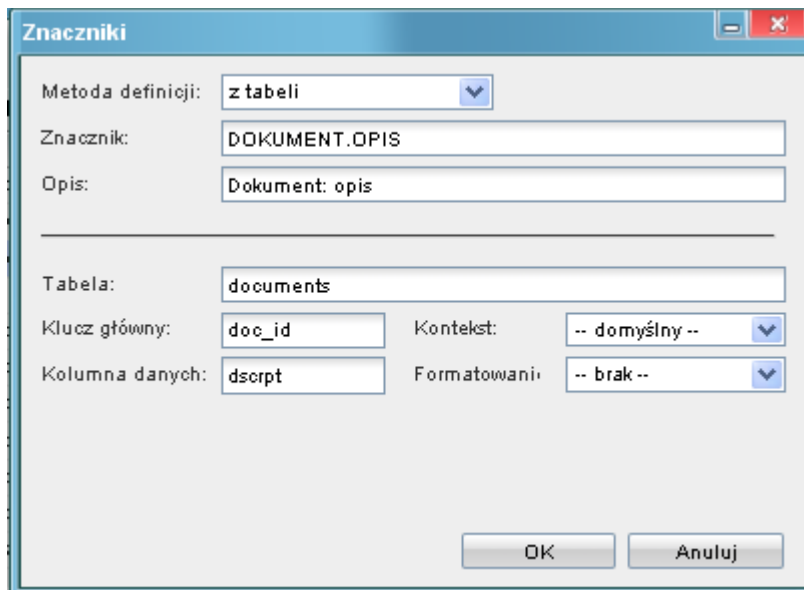 Znaczniki
Metoda definicji: z tabeli
Znacznik: DOKUMENT.OPIS
Opis: Dokument: opis
Tabela: documents
Klucz główny: doc_id Kontekst: -- domyślny --
Kolumna danych: dscrpt Formatowani -- brak --
OK Anuluj